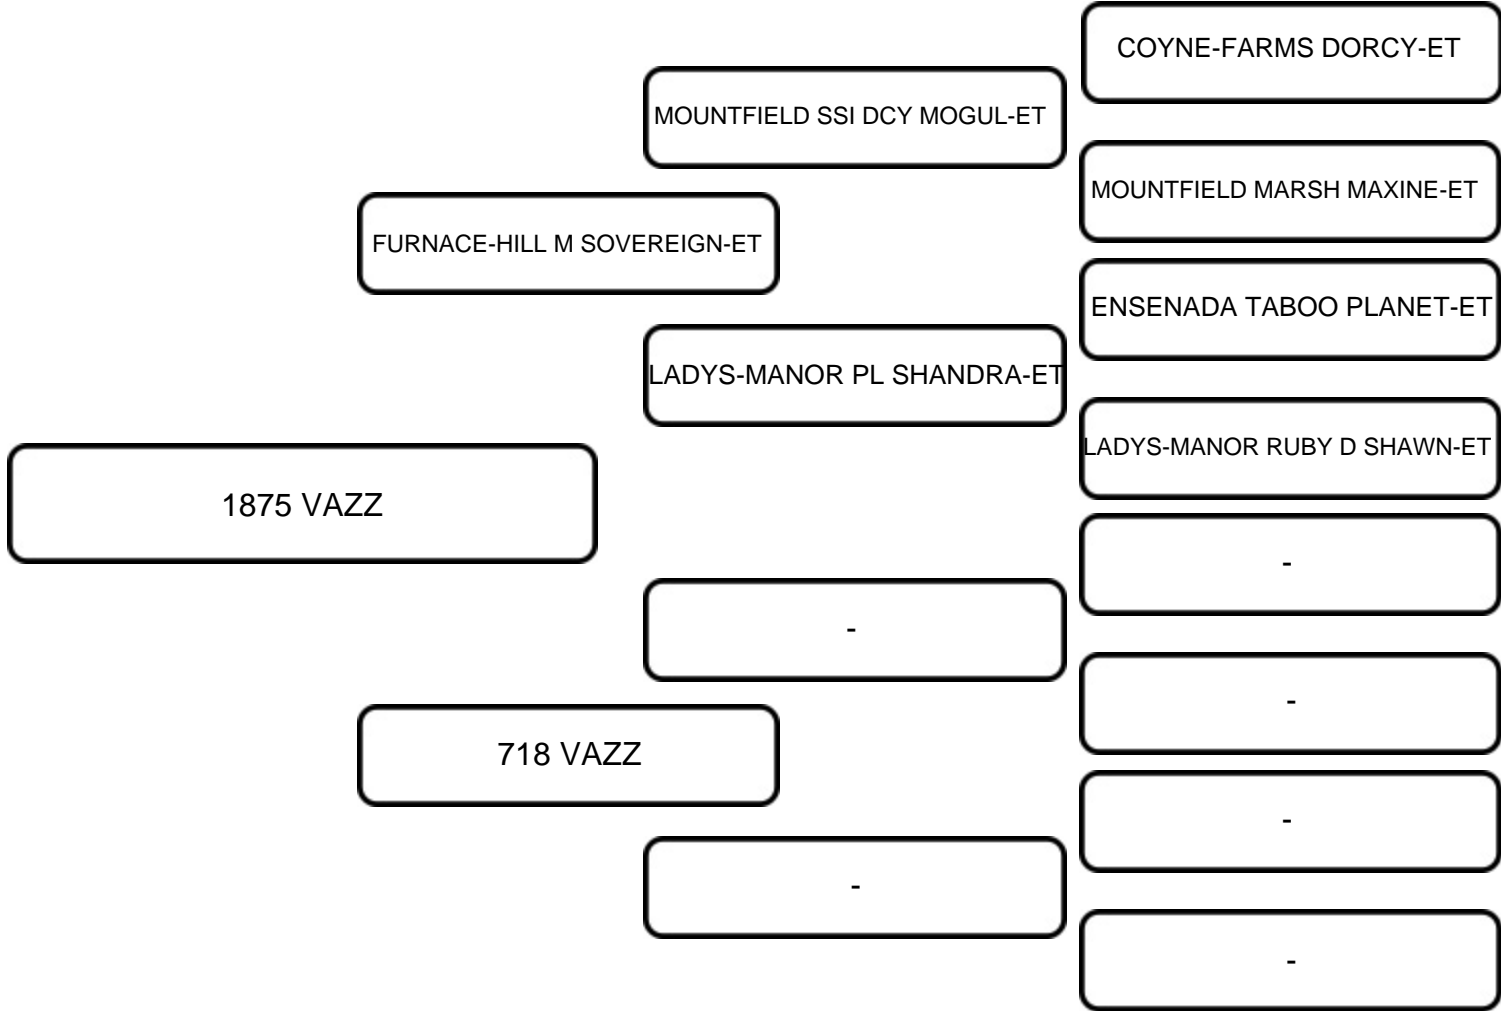 COYNE-FARMS DORCY-ET
MOUNTFIELD SSI DCY MOGUL-ET
MOUNTFIELD MARSH MAXINE-ET
FURNACE-HILL M SOVEREIGN-ET
ENSENADA TABOO PLANET-ET
LADYS-MANOR PL SHANDRA-ET
LADYS-MANOR RUBY D SHAWN-ET
1875 VAZZ
-
-
-
718 VAZZ
-
-
-